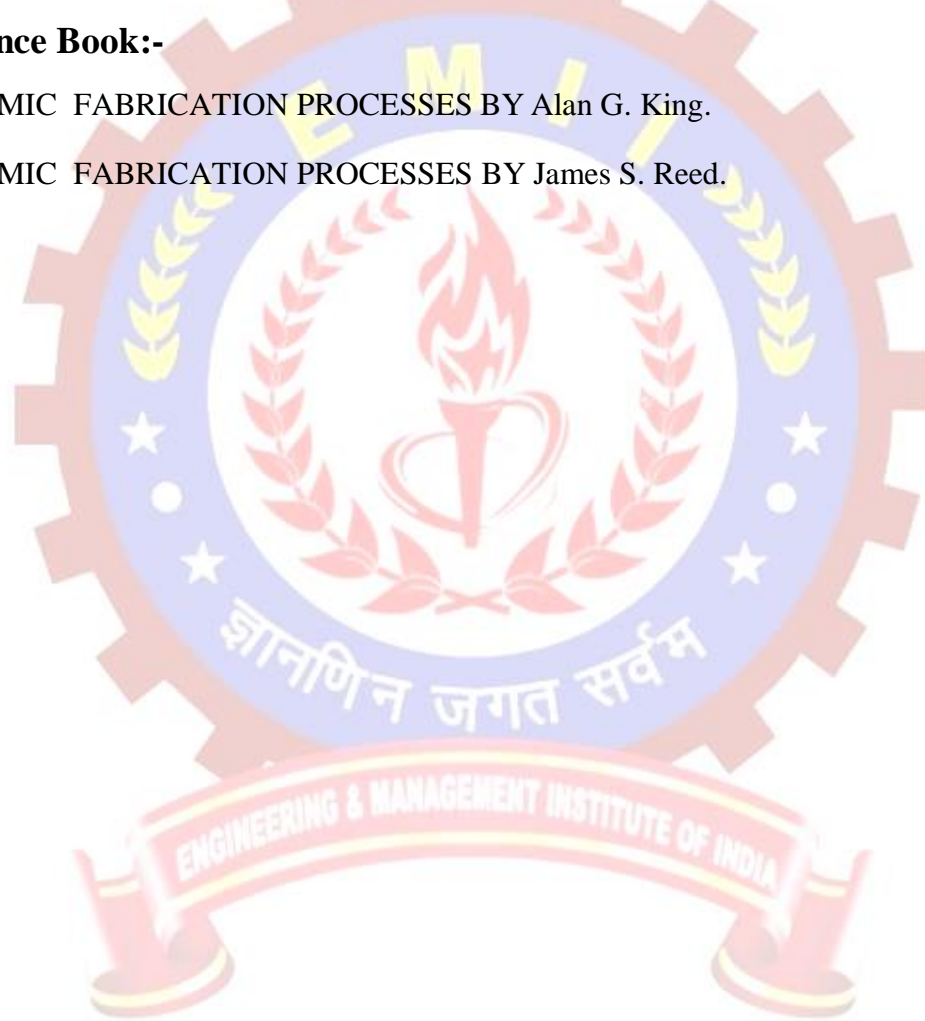 nce Book:-
MIC FABRICATION PROCESSES BY Alan G. King.
MIC FABRICATION PROCESSES BY James S. Reed.
E M I I
ज्ञानणिन जगत सर्वम
ENGINEERING & MANAGEMENT INSTITUTE OF INDIA